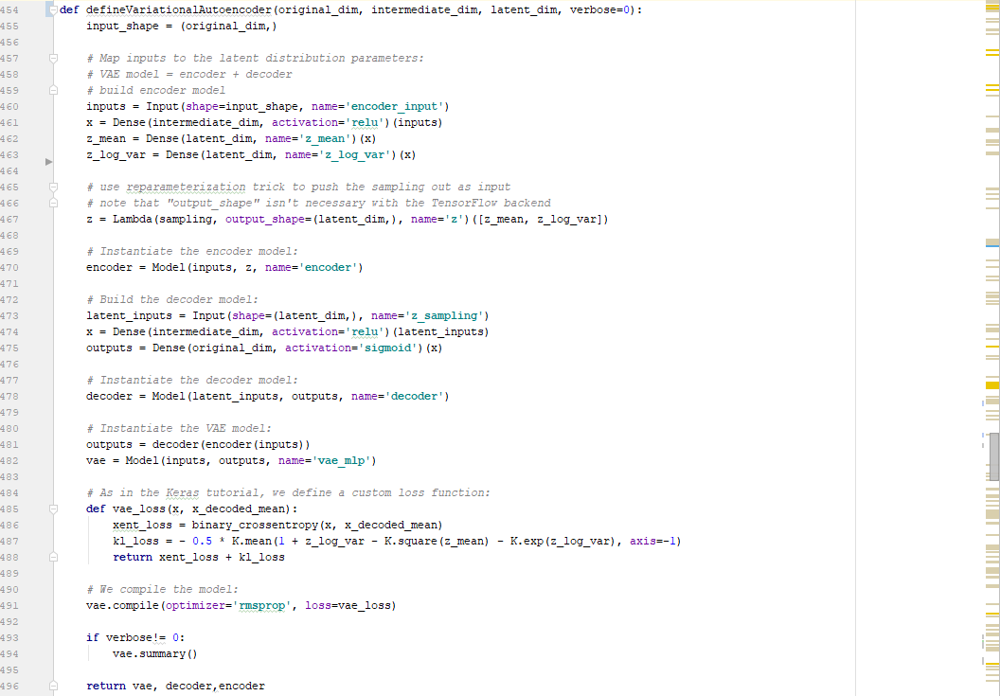 454 def defineVariationalAutoencoder(original_dim, intermediate_dim, latent_dim, verbose=0):
455     input_shape = (original_dim,)
456
457     # Map inputs to the latent distribution parameters:
458     # VAE model = encoder + decoder
459     # build encoder model
460     inputs = Input(shape=input_shape, name='encoder_input')
461     x = Dense(intermediate_dim, activation='relu')(inputs)
462     z_mean = Dense(latent_dim, name='z_mean')(x)
463     z_log_var = Dense(latent_dim, name='z_log_var')(x)
464
465     # use reparameterization trick to push the sampling out as input
466     # note that "output_shape" isn't necessary with the TensorFlow backend
467     z = Lambda(sampling, output_shape=(latent_dim,), name='z')([z_mean, z_log_var])
468
469     # Instantiate the encoder model:
470     encoder = Model(inputs, z, name='encoder')
471
472     # Build the decoder model:
473     latent_inputs = Input(shape=(latent_dim,), name='z_sampling')
474     x = Dense(intermediate_dim, activation='relu')(latent_inputs)
475     outputs = Dense(original_dim, activation='sigmoid')(x)
476
477     # Instantiate the decoder model:
478     decoder = Model(latent_inputs, outputs, name='decoder')
479
480     # Instantiate the VAE model:
481     outputs = decoder(encoder(inputs))
482     vae = Model(inputs, outputs, name='vae_mlp')
483
484     # As in the Keras tutorial, we define a custom loss function:
485     def vae_loss(x, x_decoded_mean):
486         xent_loss = binary_crossentropy(x, x_decoded_mean)
487         kl_loss = - 0.5 * K.mean(1 + z_log_var - K.square(z_mean) - K.exp(z_log_var), axis=-1)
488         return xent_loss + kl_loss
489
490     # We compile the model:
491     vae.compile(optimizer='rmsprop', loss=vae_loss)
492
493     if verbose!= 0:
494         vae.summary()
495
496     return vae, decoder,encoder